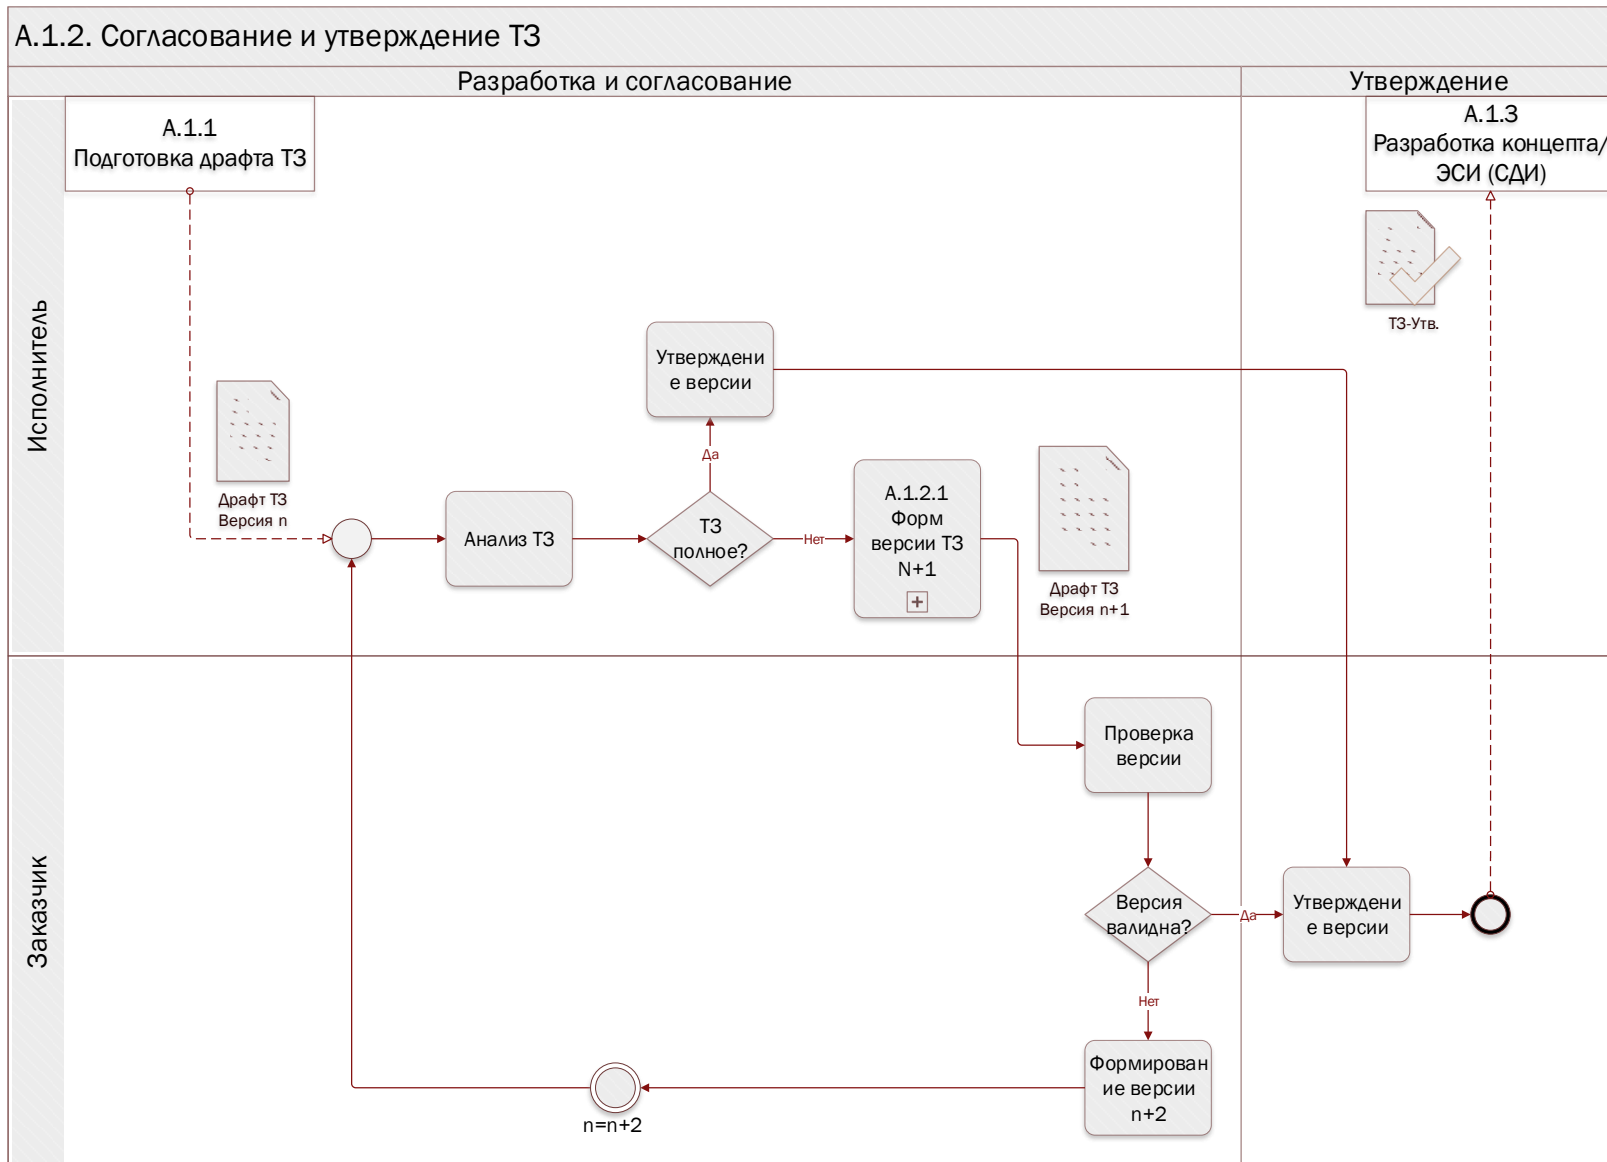 А.1.2. Согласование и утверждение ТЗ
Разработка и согласование
Утверждение
Исполнитель
А.1.1
Подготовка драфта ТЗ
А.1.3
Разработка концепта/
ЭСИ (СДИ)
ТЗ-Утв.
Утверждени
е версии
Да
Драфт ТЗ
Версия n
Анализ ТЗ
ТЗ
полное?
Нет
А.1.2.1
Форм
версии ТЗ
N+1
Драфт ТЗ
Версия n+1
Заказчик
Проверка
версии
Версия
валидна?
Да
Утверждени
е версии
Нет
Формирован
ие версии
n+2
n=n+2